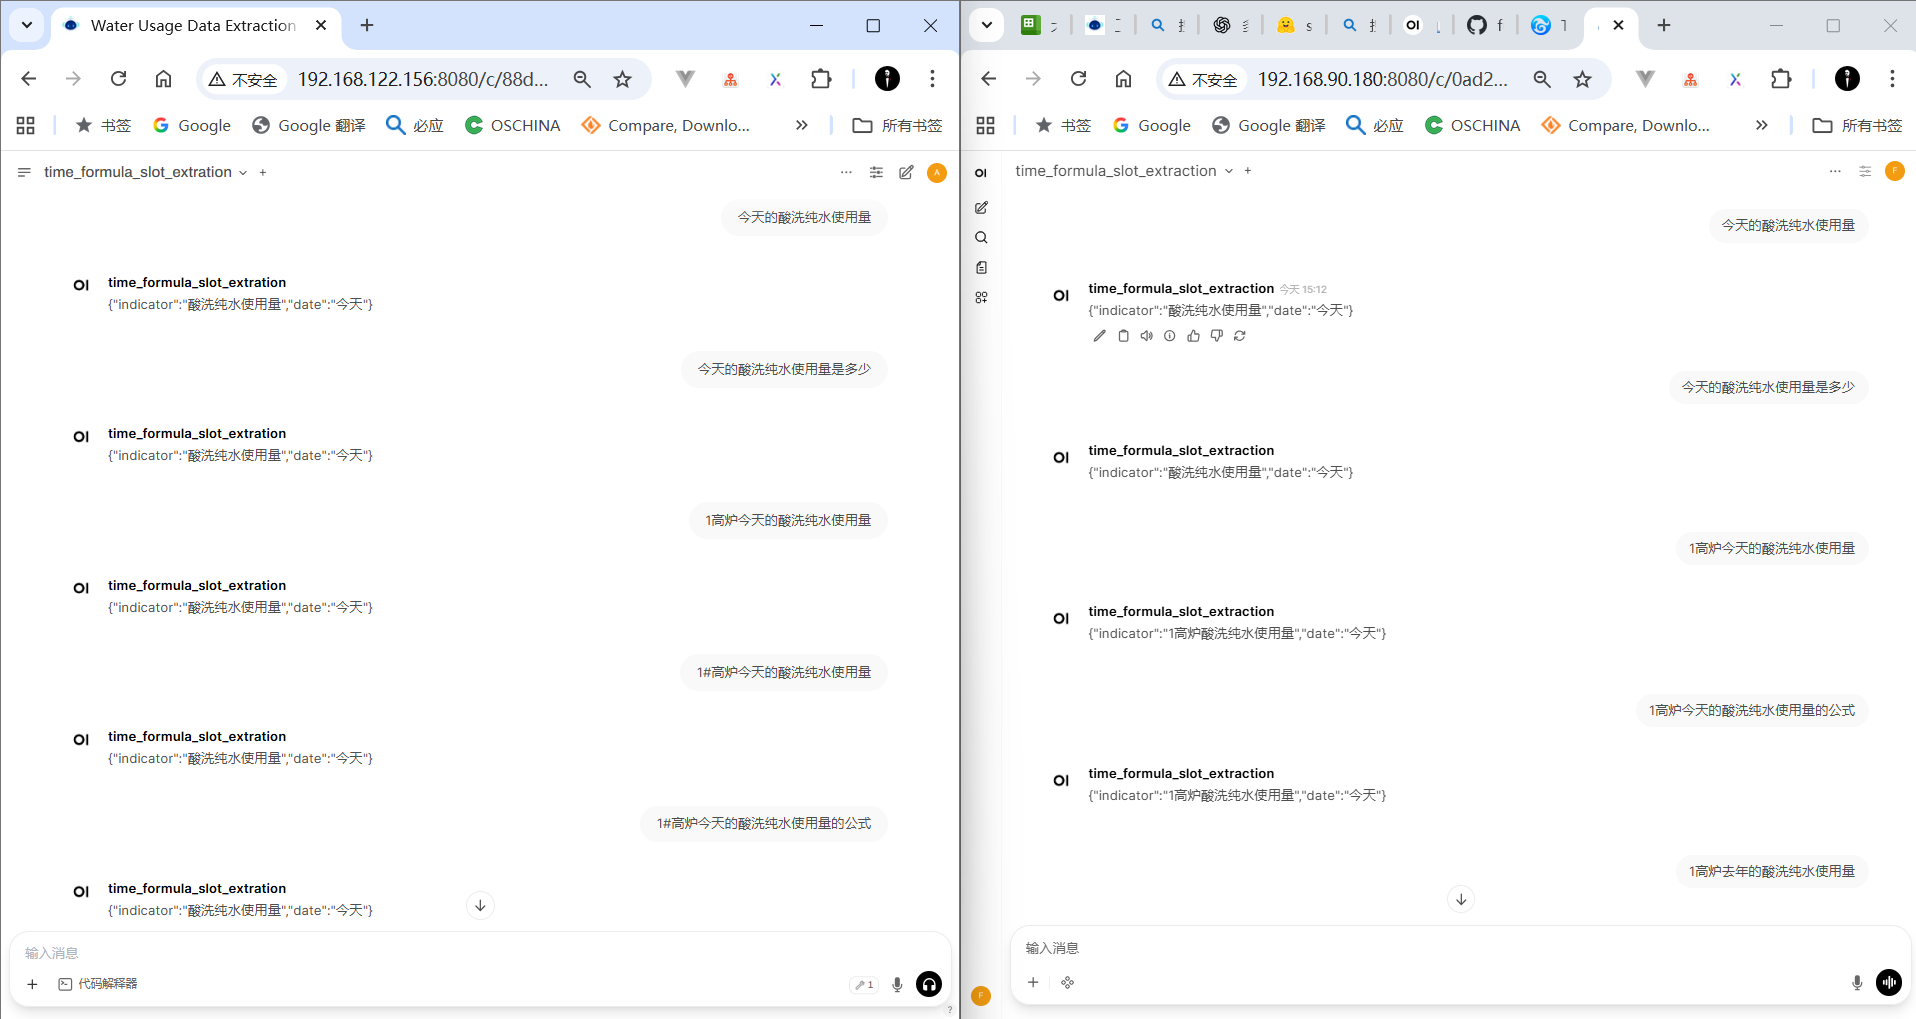 Water Usage Data Extraction
不安全
192.168.122.156:8080/c/88d...
书签
Google
Google 翻译
必应
OSCHINA
Compare, Downlo...
所有书签
time_formula_slot_extration
A
今天的酸洗纯水使用量
OI
time_formula_slot_extration
{"indicator":"酸洗纯水使用量","date":"今天"}
今天的酸洗纯水使用量是多少
OI
time_formula_slot_extration
{"indicator":"酸洗纯水使用量","date":"今天"}
1高炉今天的酸洗纯水使用量
OI
time_formula_slot_extration
{"indicator":"酸洗纯水使用量","date":"今天"}
1#高炉今天的酸洗纯水使用量
OI
time_formula_slot_extration
{"indicator":"酸洗纯水使用量","date":"今天"}
1#高炉今天的酸洗纯水使用量的公式
OI
time_formula_slot_extration
{"indicator":"酸洗纯水使用量","date":"今天"}
输入消息
代码解释器
1
?
OI
f
不安全
192.168.90.180:8080/c/0ad2...
书签
Google
Google 翻译
必应
OSCHINA
Compare, Downlo...
所有书签
OI
time_formula_slot_extraction
F
今天的酸洗纯水使用量
OI
time_formula_slot_extraction 今天 15:12
{"indicator":"酸洗纯水使用量","date":"今天"}
今天的酸洗纯水使用量是多少
OI
time_formula_slot_extraction
{"indicator":"酸洗纯水使用量","date":"今天"}
1高炉今天的酸洗纯水使用量
OI
time_formula_slot_extraction
{"indicator":"1高炉酸洗纯水使用量","date":"今天"}
1高炉今天的酸洗纯水使用量的公式
OI
time_formula_slot_extraction
{"indicator":"1高炉酸洗纯水使用量","date":"今天"}
1高炉去年的酸洗纯水使用量
输入消息
F